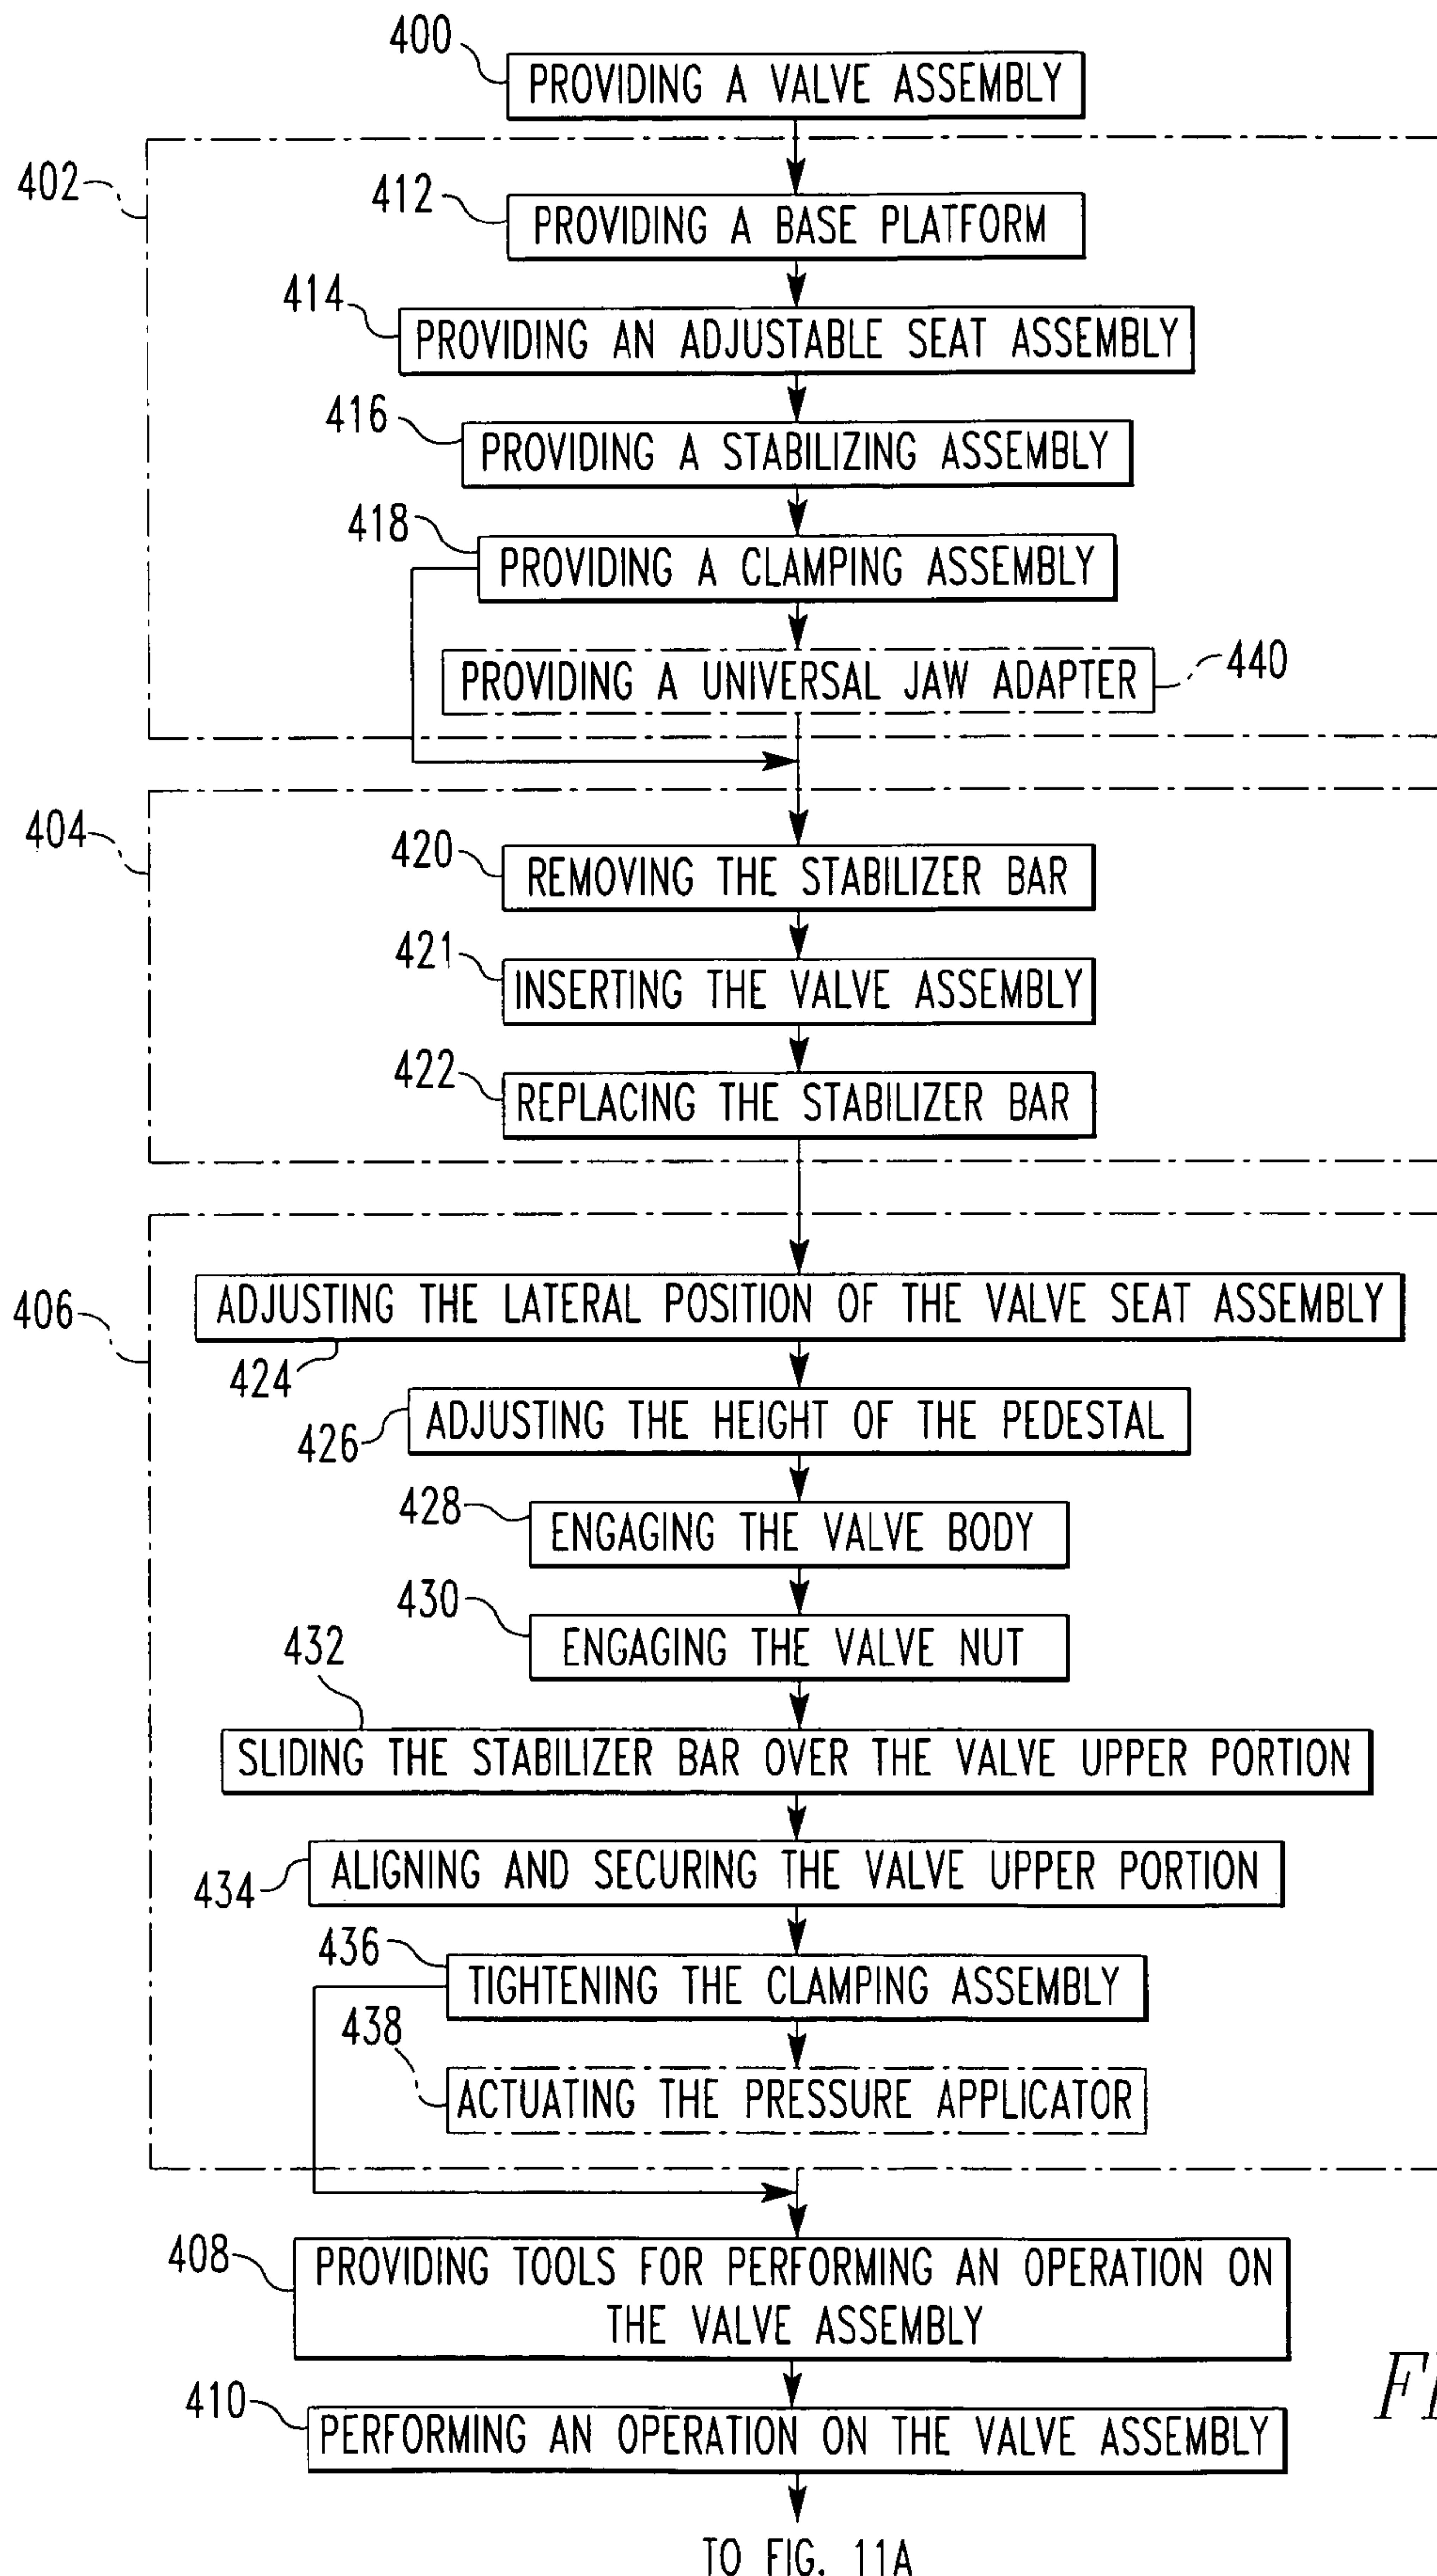 400
PROVIDING A VALVE ASSEMBLY
402
412
PROVIDING A BASE PLATFORM
414
PROVIDING AN ADJUSTABLE SEAT ASSEMBLY
416
PROVIDING A STABILIZING ASSEMBLY
418
PROVIDING A CLAMPING ASSEMBLY
PROVIDING A UNIVERSAL JAW ADAPTER
440
404
420
REMOVING THE STABILIZER BAR
421
INSERTING THE VALVE ASSEMBLY
422
REPLACING THE STABILIZER BAR
406
ADJUSTING THE LATERAL POSITION OF THE VALVE SEAT ASSEMBLY
424
ADJUSTING THE HEIGHT OF THE PEDESTAL
426
428
ENGAGING THE VALVE BODY
430
ENGAGING THE VALVE NUT
432
SLIDING THE STABILIZER BAR OVER THE VALVE UPPER PORTION
ALIGNING AND SECURING THE VALVE UPPER PORTION
434
436
TIGHTENING THE CLAMPING ASSEMBLY
438
ACTUATING THE PRESSURE APPLICATOR
408
PROVIDING TOOLS FOR PERFORMING AN OPERATION ON
THE VALVE ASSEMBLY
410
PERFORMING AN OPERATION ON THE VALVE ASSEMBLY
TO FIG. 11A